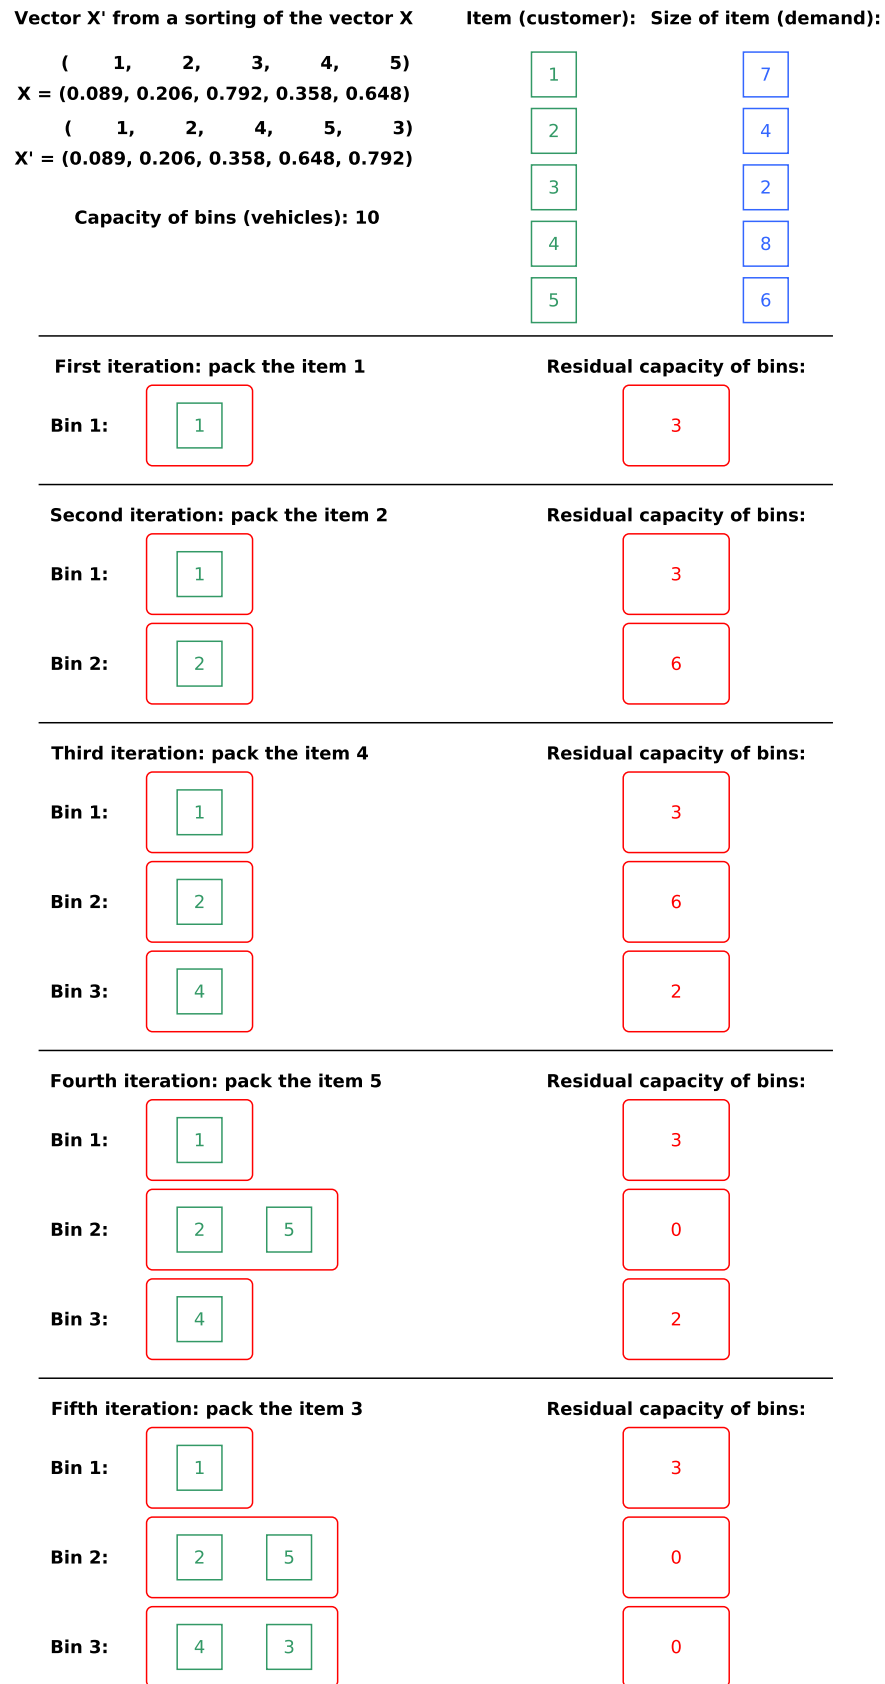 Vector X' from a sorting of the vector X
( 1, 2, 3, 4, 5)
X = (0.089, 0.206, 0.792, 0.358, 0.648)
( 1, 2, 4, 5, 3)
X' = (0.089, 0.206, 0.358, 0.648, 0.792)
Capacity of bins (vehicles): 10
Item (customer): Size of item (demand):
1 7
2 4
3 2
4 8
5 6
First iteration: pack the item 1 Residual capacity of bins:
Bin 1: 1 3
Second iteration: pack the item 2 Residual capacity of bins:
Bin 1: 1 3
Bin 2: 2 6
Third iteration: pack the item 4 Residual capacity of bins:
Bin 1: 1 3
Bin 2: 2 6
Bin 3: 4 2
Fourth iteration: pack the item 5 Residual capacity of bins:
Bin 1: 1 3
Bin 2: 2 5 0
Bin 3: 4 2
Fifth iteration: pack the item 3 Residual capacity of bins:
Bin 1: 1 3
Bin 2: 2 5 0
Bin 3: 4 3 0